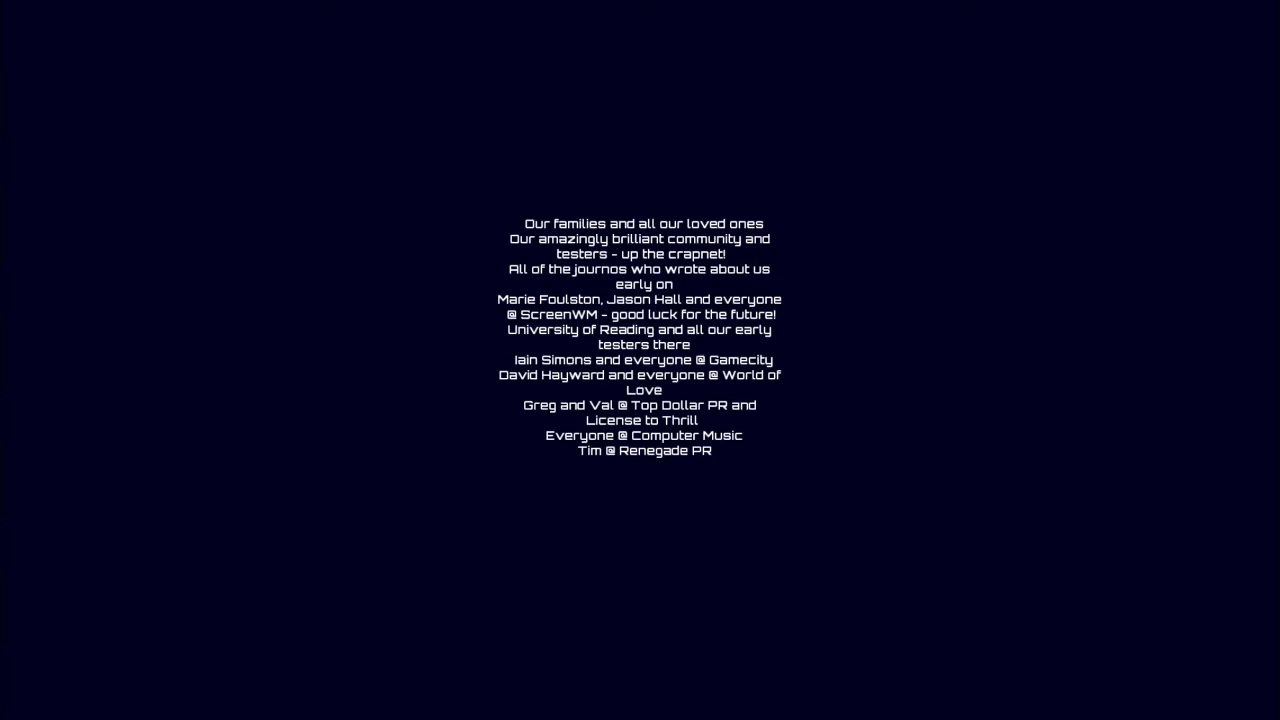 Our families and all our loved ones
Our amazingly brilliant community and
testers - up the crapnet!
All of the journos who wrote about us
early on
Marie Foulston, Jason Hall and everyone
@ ScreenWM - good luck for the future!
University of Reading and all our early
testers there
Iain Simons and everyone @ Gamecity
David Hayward and everyone @ World of
Love
Greg and Val @ Top Dollar PR and
License to Thrill
Everyone @ Computer Music
Tim @ Renegade PR